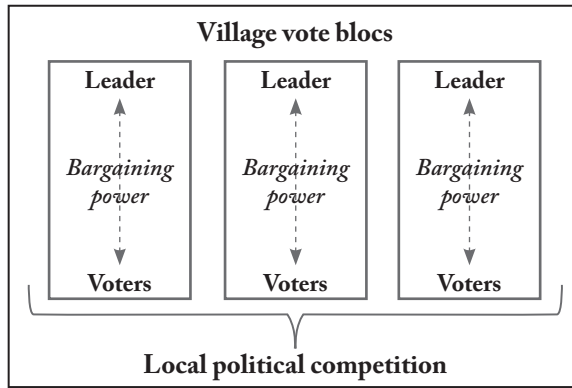 Village vote blocs
Leader Leader Leader
Bargaining Bargaining Bargaining
power power power
Voters Voters Voters
Local political competition